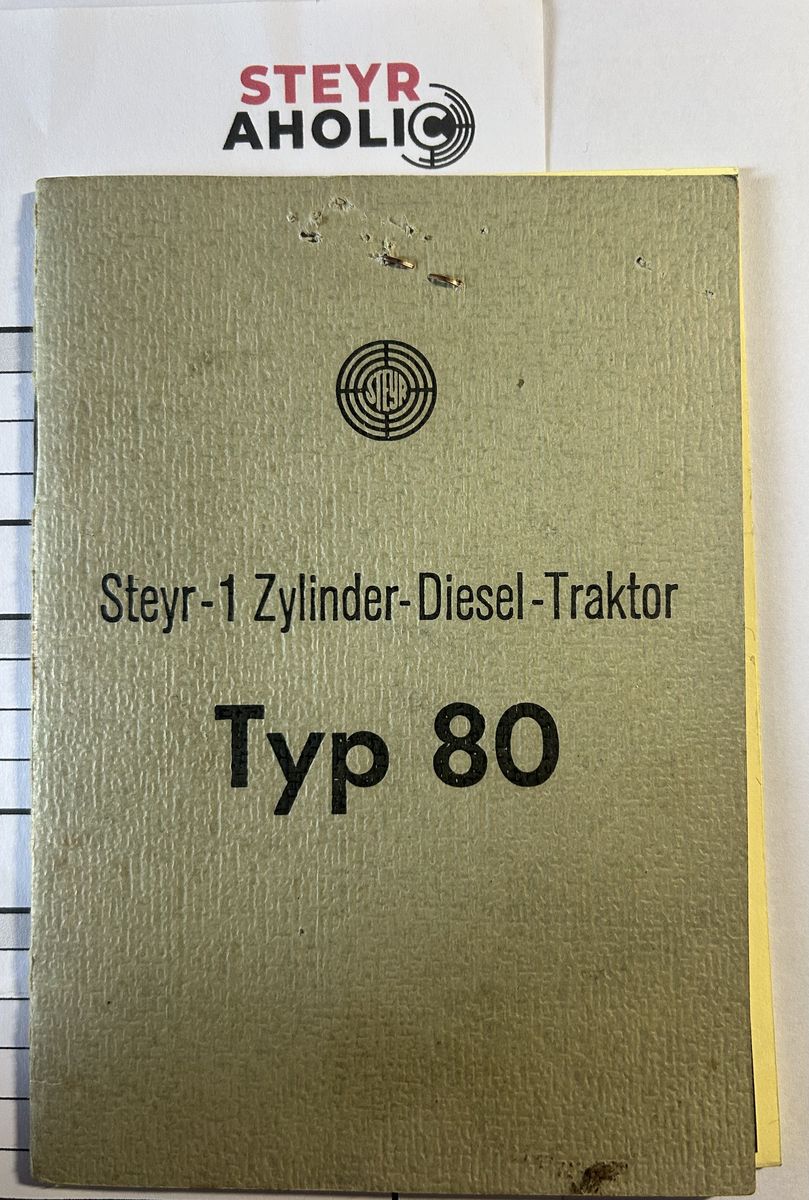 STEYR
AHOLIC
STEYR
Steyr-1 Zylinder-Diesel-Traktor
Typ 80